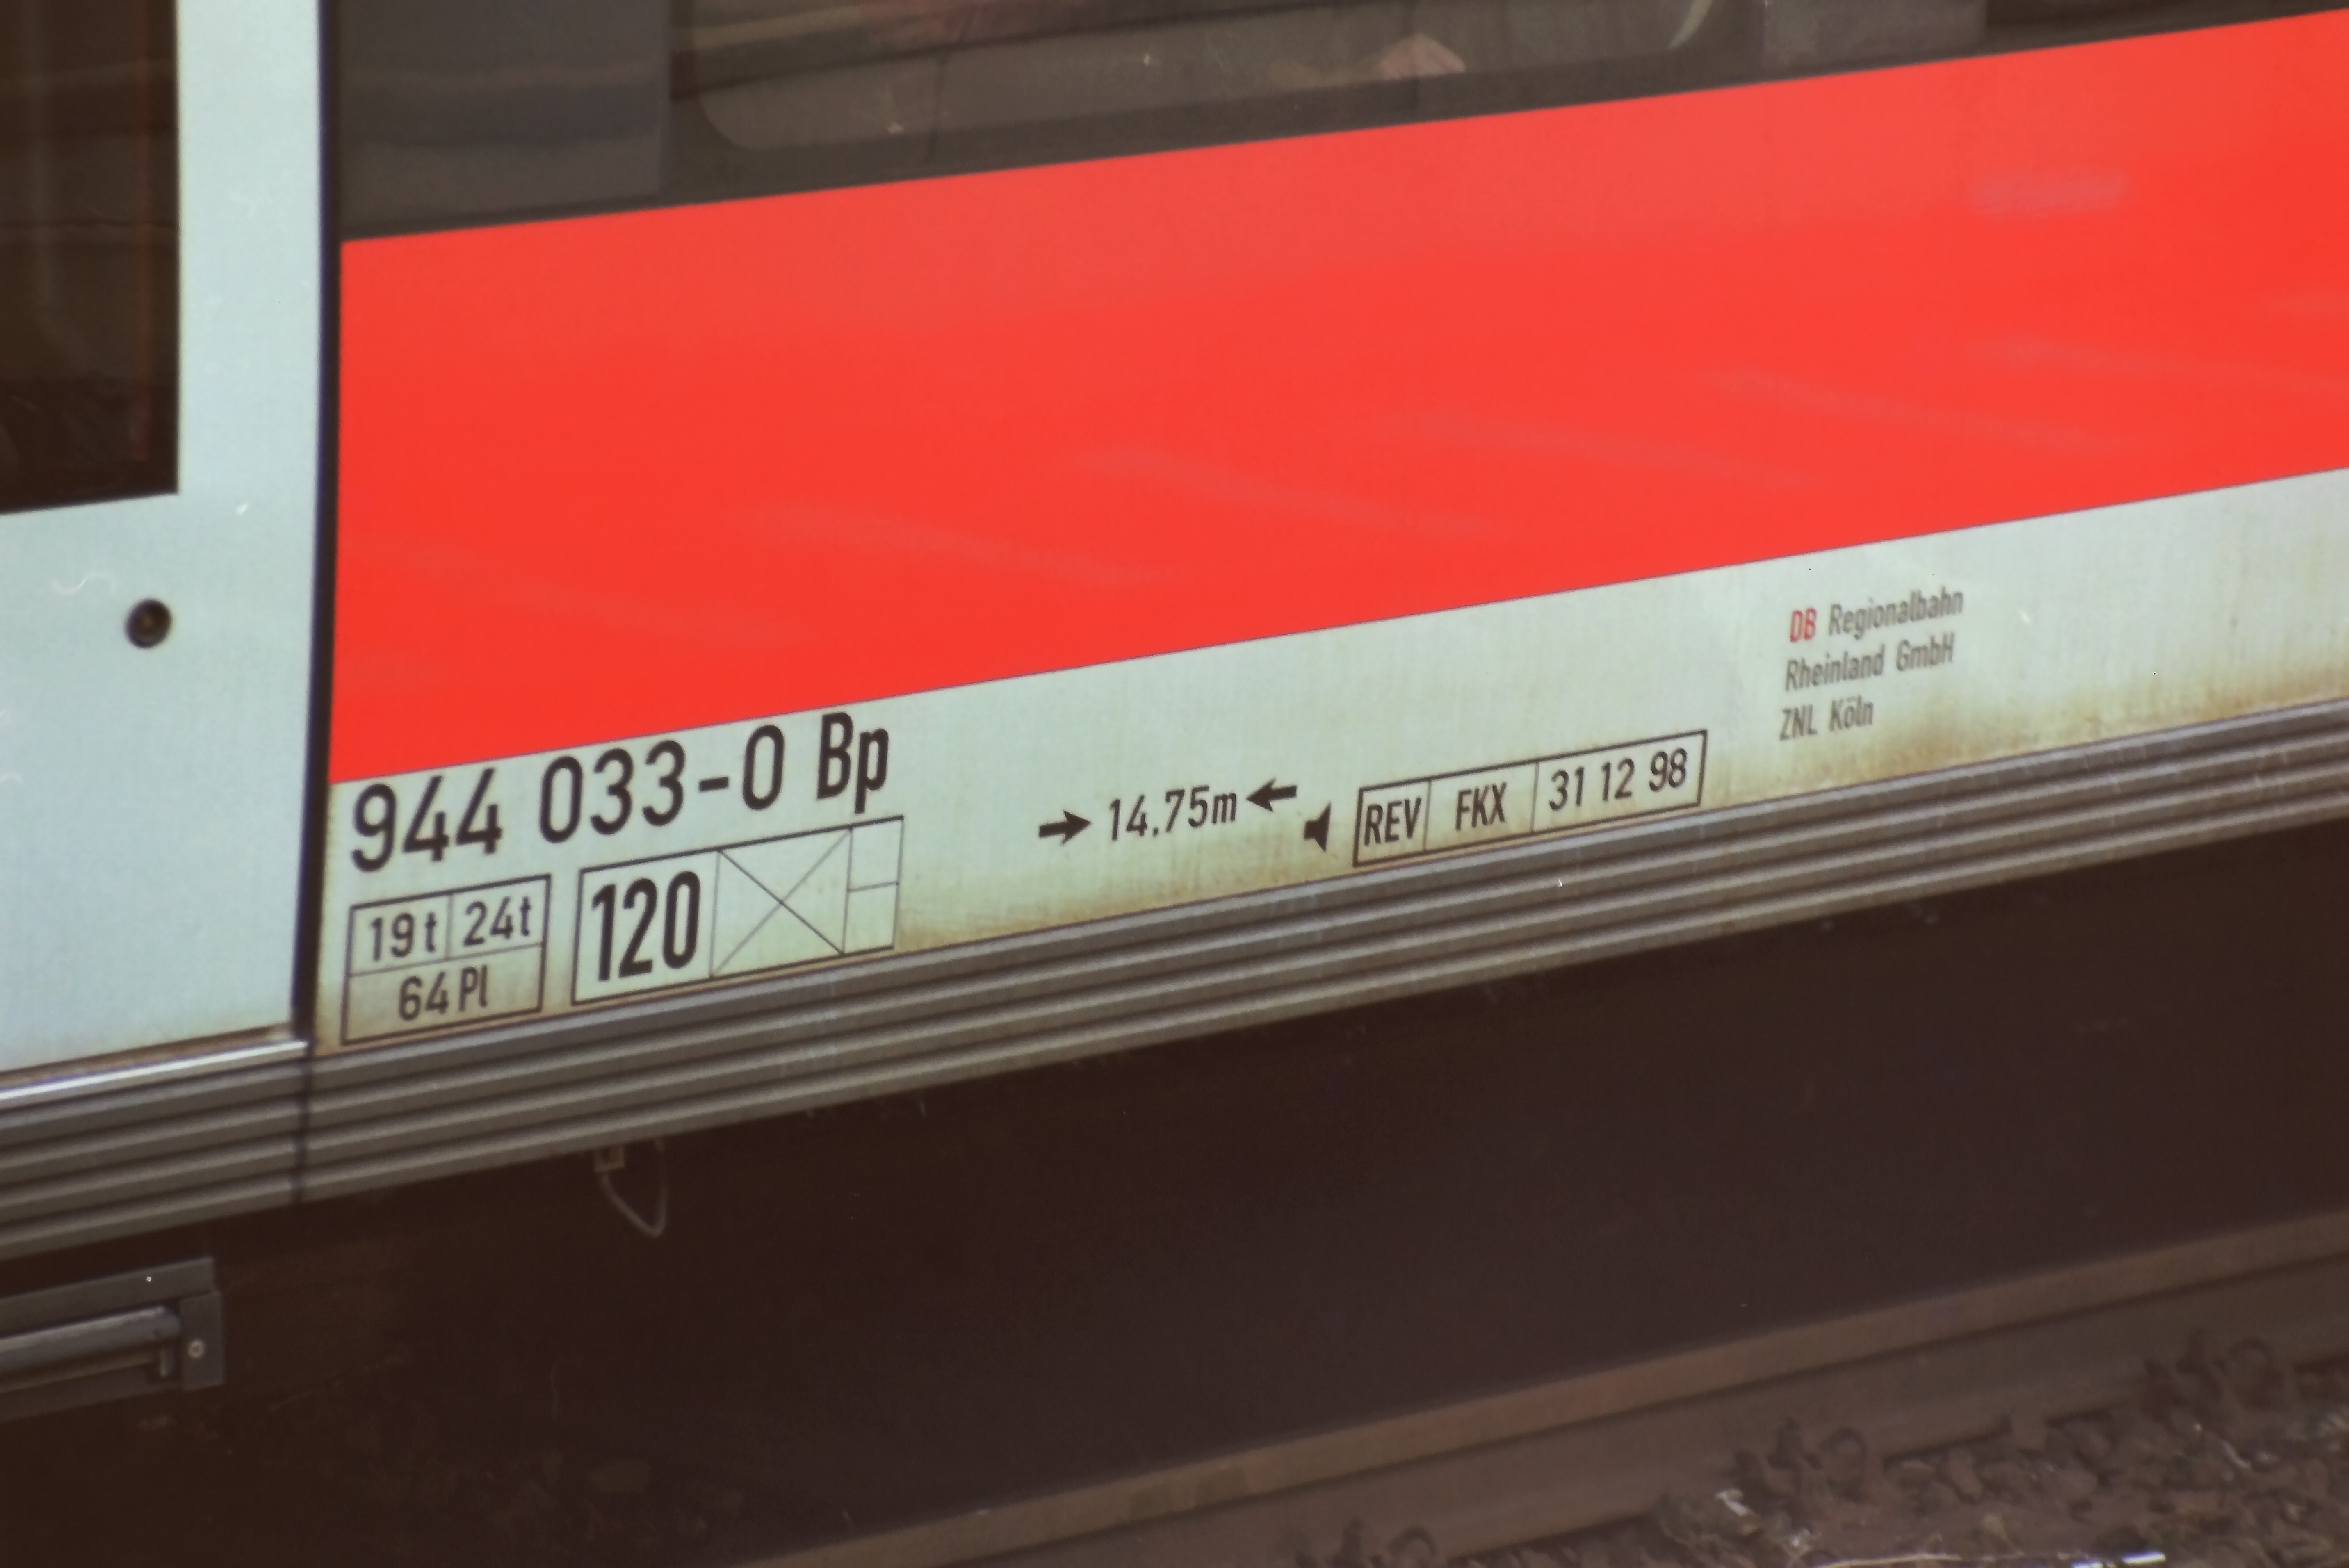 944 033-0 Bp
19t 24t
64 Pl
120
14,75m
REV FKX 31 12 98
DB Regionalbahn
Rheinland GmbH
ZNL Köln